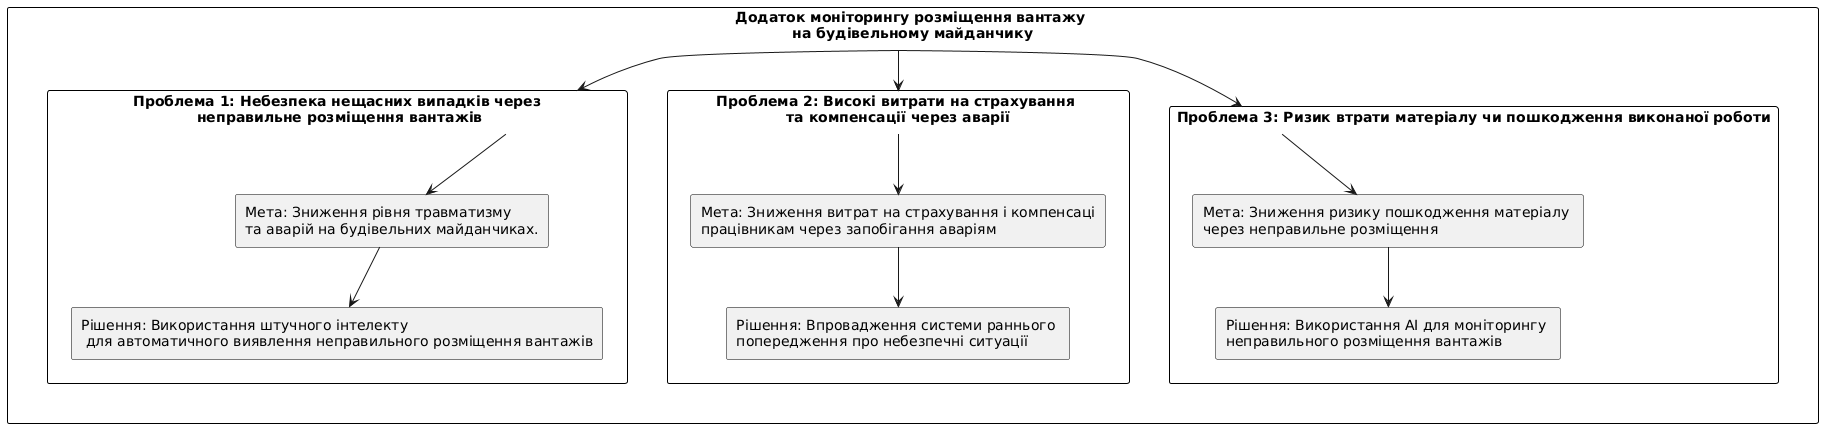 Додаток моніторингу розміщення вантажу
на будівельному майданчику
Проблема 1: Небезпека нещасних випадків через
неправильне розміщення вантажів
Мета: Зниження рівня травматизму
та аварій на будівельних майданчиках.
Рішення: Використання штучного інтелекту
для автоматичного виявлення неправильного розміщення вантажів
Проблема 2: Високі витрати на страхування
та компенсації через аварії
Мета: Зниження витрат на страхування і компенсаці
працівникам через запобігання аваріям
Рішення: Впровадження системи раннього
попередження про небезпечні ситуації
Проблема 3: Ризик втрати матеріалу чи пошкодження виконаної роботи
Мета: Зниження ризику пошкодження матеріалу
через неправильне розміщення
Рішення: Використання AI для моніторингу
неправильного розміщення вантажів